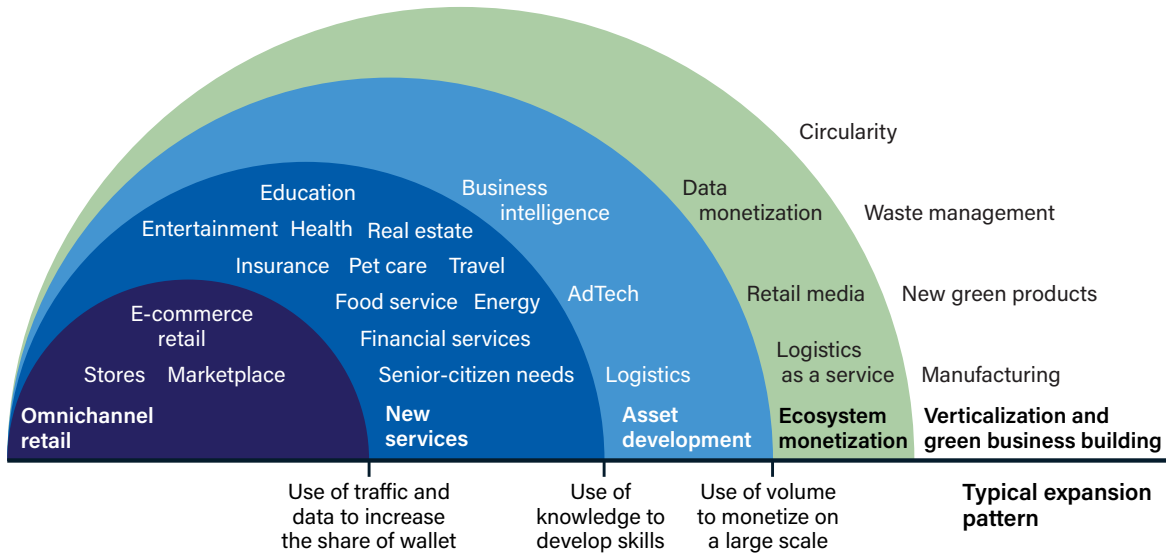 Circularity
Education
Business
intelligence
Data
monetization
Waste management
Entertainment
Health
Real estate
Insurance
Pet care
Travel
Food service
Energy
AdTech
Retail media
New green products
E-commerce
retail
Financial services
Logistics
as a service
Stores
Marketplace
Senior-citizen needs
Logistics
Manufacturing
Omnichannel
retail
New
services
Asset
development
Ecosystem
monetization
Verticalization and
green business building
Use of traffic and
data to increase
the share of wallet
Use of
knowledge to
develop skills
Use of volume
to monetize on
a large scale
Typical expansion
pattern